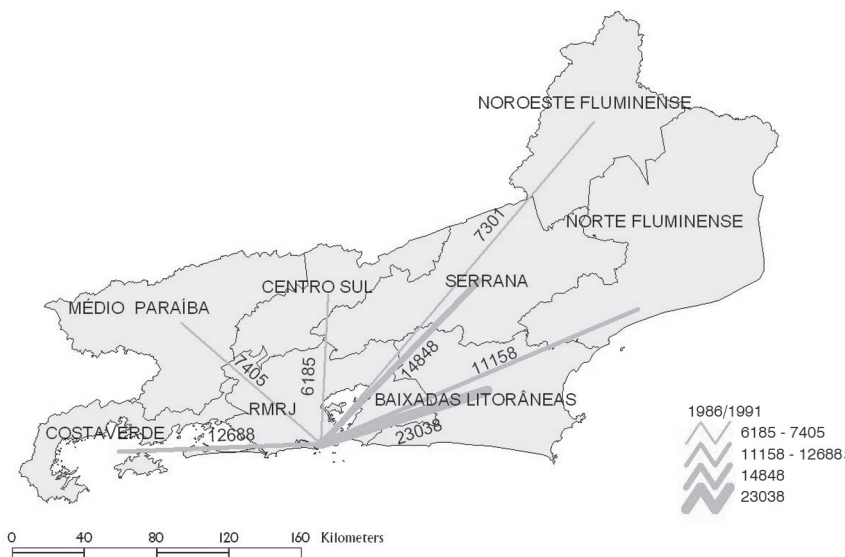 NOROESTE FLUMINENSE
NORTE FLUMINENSE
7301
SERRANA
CENTRO SUL
MÉDIO PARAÍBA
14848
11158
7405
6185
BAIXADAS LITORÂNEAS
RMRJ
COSTAVERDE
12688
23038
1986/1991
6185 - 7405
11158 - 12688
14848
23038
0 40 80 120 160 Kilometers